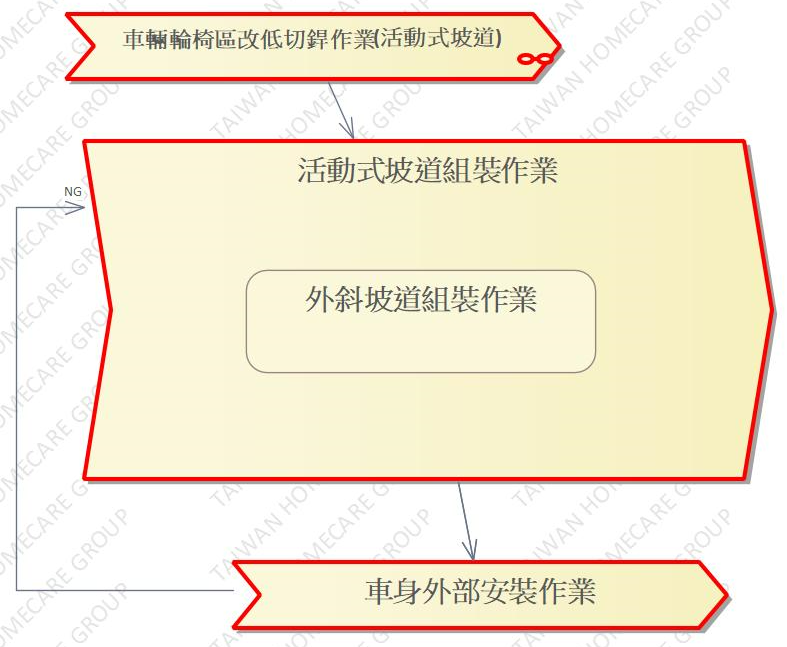 車輛輪椅區改低切銲作業(活動式坡道)
活動式坡道組裝作業
NG
外斜坡道組裝作業
車身外部安裝作業
TAIWAN HOMECARE GROUP